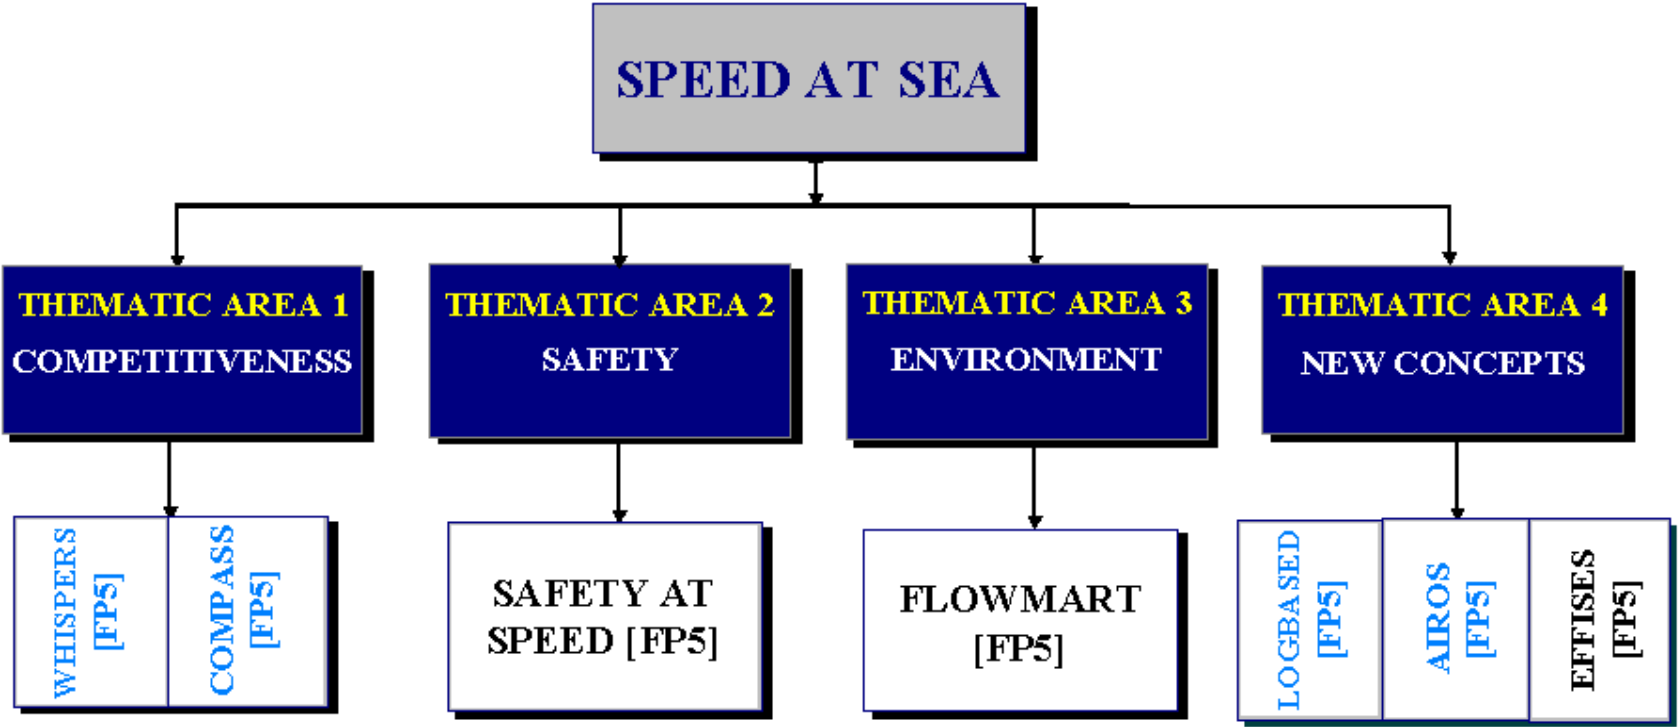 SPEED AT SEA
THEMATIC AREA 1
COMPETITIVENESS
THEMATIC AREA 2
SAFETY
THEMATIC AREA 3
ENVIRONMENT
THEMATIC AREA 4
NEW CONCEPTS
WHISPERS
[FP5]
COMPASS
[FP5]
SAFETY AT
SPEED [FP5]
FLOWMART
[FP5]
LOGBASED
[FP5]
AIROS
[FP5]
EFFISES
[FP5]